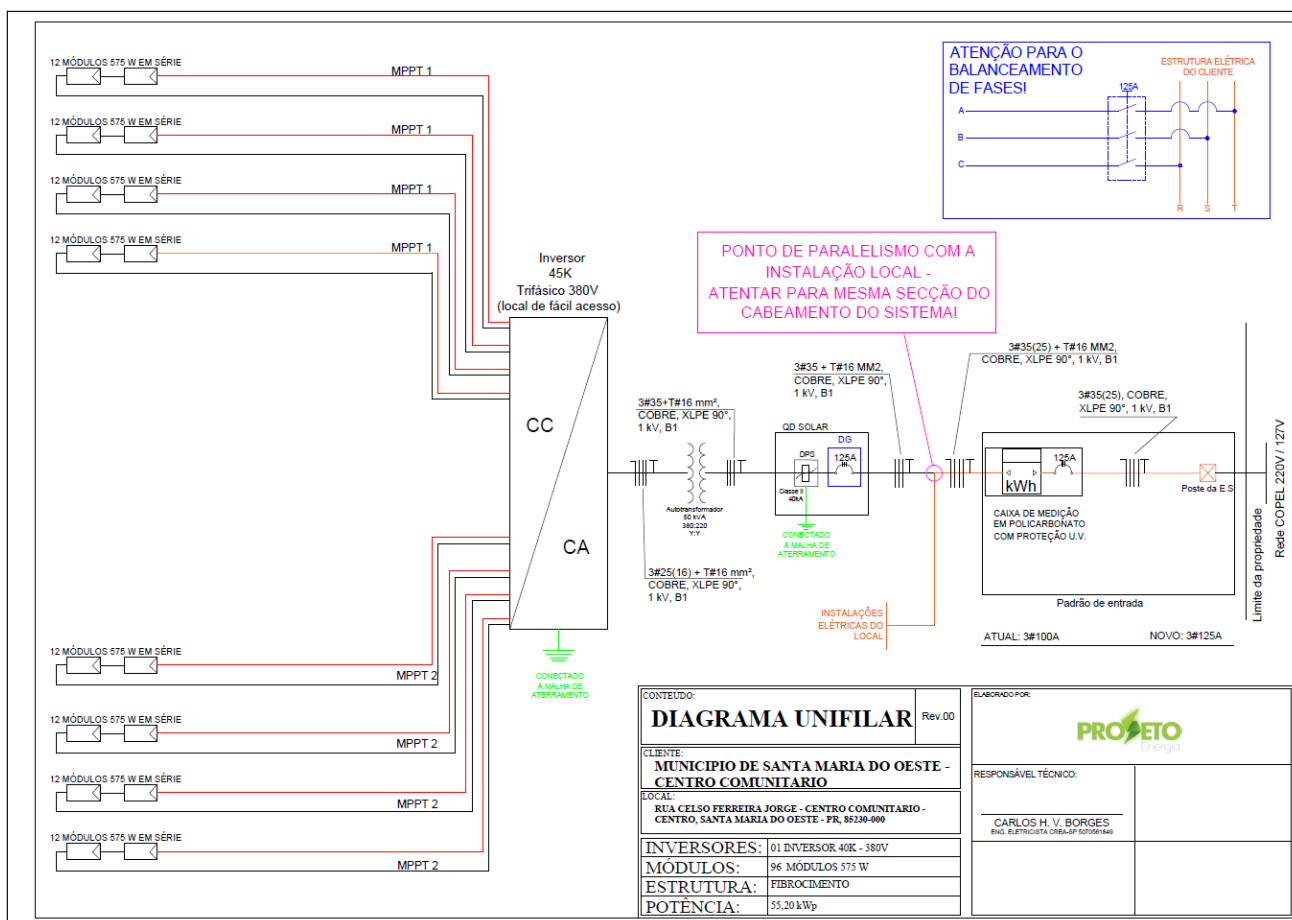 12 MÓDULOS 575 W EM SÉRIE
MPPT 1
12 MÓDULOS 575 W EM SÉRIE
MPPT 1
12 MÓDULOS 575 W EM SÉRIE
MPPT 1
12 MÓDULOS 575 W EM SÉRIE
MPPT 1
ATENÇÃO PARA O
BALANCEAMENTO
DE FASES!
ESTRUTURA ELÉTRICA
DO CLIENTE
125A
A
B
C
R S T
Inversor
45K
Trifásico 380V
(local de fácil acesso)
CC
CA
CONECTADO
À MALHA DE
ATERRAMENTO
PONTO DE PARALELISMO COM A
INSTALAÇÃO LOCAL -
ATENTAR PARA MESMA SECÇÃO DO
CABEAMENTO DO SISTEMA!
3#35+T#16 mm²,
COBRE, XLPE 90°,
1 kV, B1
T
T
Autotransformador
50 kVA
380:220
Y:Y
3#25(16) + T#16 mm²,
COBRE, XLPE 90°,
1 kV, B1
QD SOLAR
DG
DPS
125A
Classe II
40kA
CONECTADO
À MALHA DE
ATERRAMENTO
3#35 + T#16 MM2,
COBRE, XLPE 90°,
1 kV, B1
T
T
3#35(25) + T#16 MM2,
COBRE, XLPE 90°, 1 kV, B1
3#35(25), COBRE,
XLPE 90°, 1 kV, B1
125A
kWh
T
Poste da E.S
CAIXA DE MEDIÇÃO
EM POLICARBONATO
COM PROTEÇÃO U.V.
Padrão de entrada
Limite da propriedade
Rede COPEL 220V / 127V
INSTALAÇÕES
ELÉTRICAS DO
LOCAL
ATUAL: 3#100A
NOVO: 3#125A
12 MÓDULOS 575 W EM SÉRIE
MPPT 2
12 MÓDULOS 575 W EM SÉRIE
MPPT 2
12 MÓDULOS 575 W EM SÉRIE
MPPT 2
12 MÓDULOS 575 W EM SÉRIE
MPPT 2
CONTEÚDO:
DIAGRAMA UNIFILAR
Rev.00
CLIENTE:
MUNICIPIO DE SANTA MARIA DO OESTE -
CENTRO COMUNITARIO
LOCAL:
RUA CELSO FERREIRA JORGE - CENTRO COMUNITARIO -
CENTRO, SANTA MARIA DO OESTE - PR, 85230-000
INVERSORES: 01 INVERSOR 40K - 380V
MÓDULOS: 96 MÓDULOS 575 W
ESTRUTURA: FIBROCIMENTO
POTÊNCIA: 55,20 kWp
ELABORADO POR:
PROJETO
Energia
RESPONSÁVEL TÉCNICO:
CARLOS H. V. BORGES
ENG. ELETRICISTA CREA-SP 5070561649